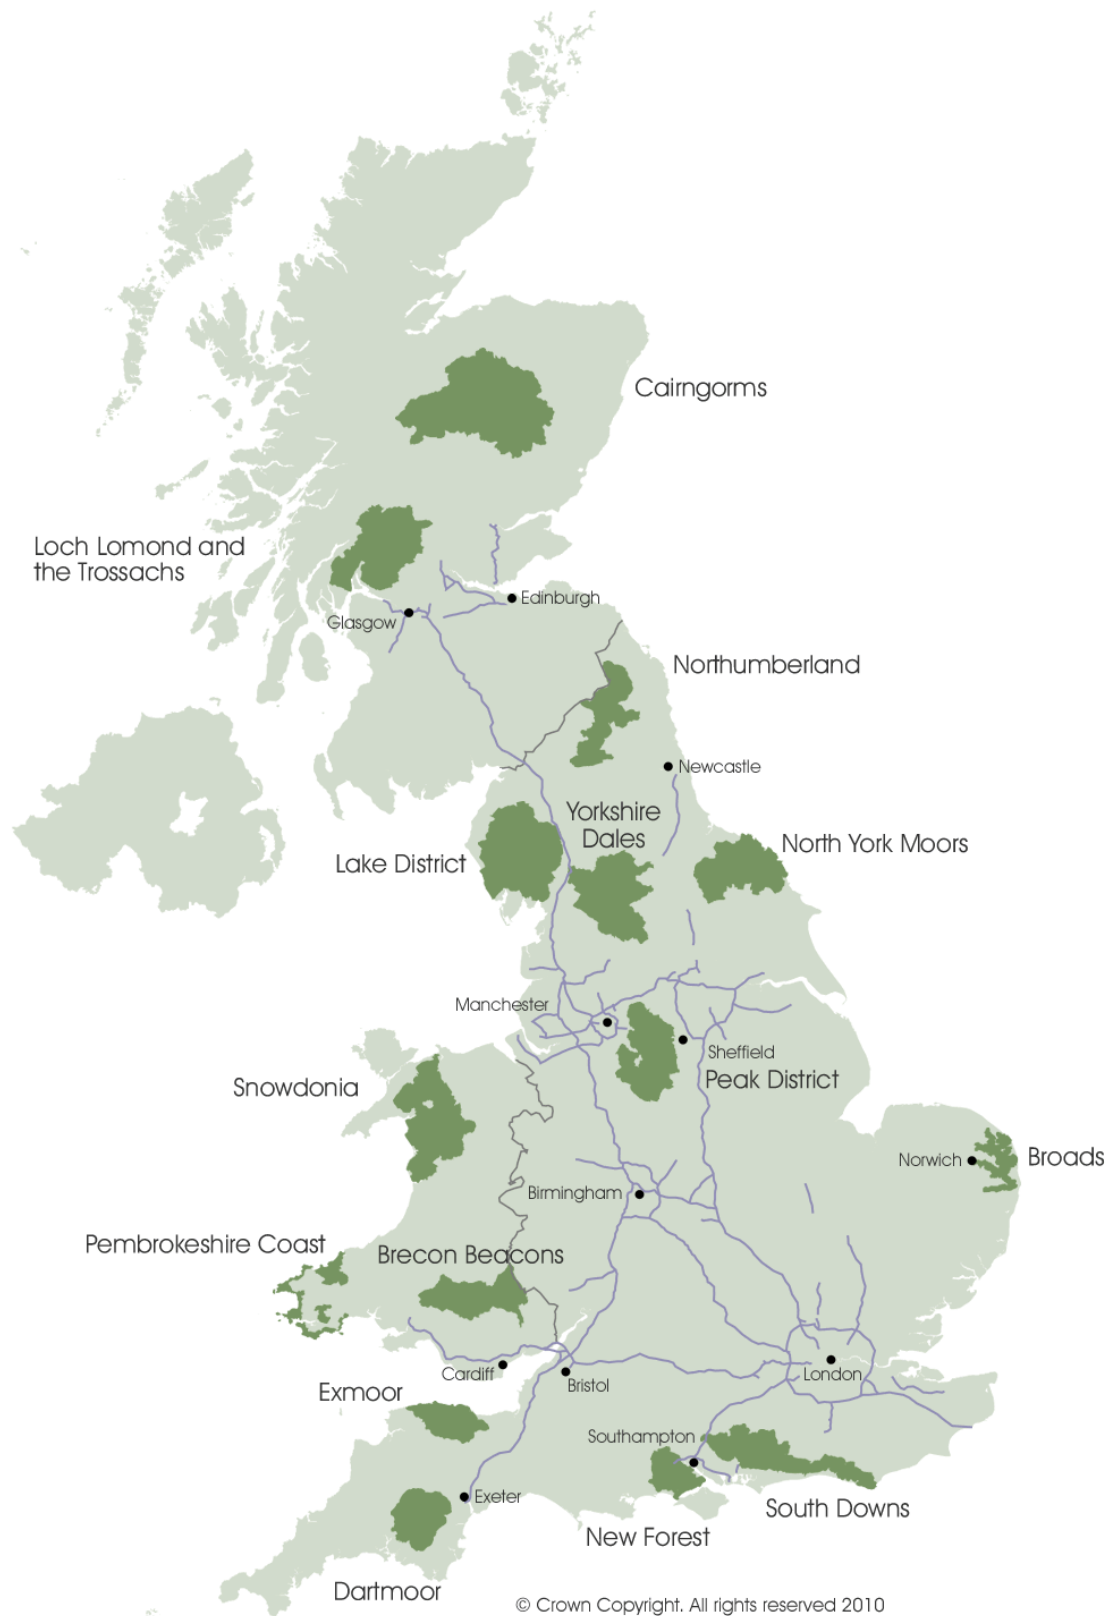 Cairngorms
Loch Lomond and
the Trossachs
Edinburgh
Glasgow
Northumberland
Newcastle
Yorkshire
Dales
North York Moors
Lake District
Manchester
Sheffield
Peak District
Snowdonia
Norwich
Broads
Birmingham
Pembrokeshire Coast
Brecon Beacons
Cardiff
Bristol
London
Exmoor
Southampton
Exeter
South Downs
New Forest
Dartmoor
© Crown Copyright. All rights reserved 2010